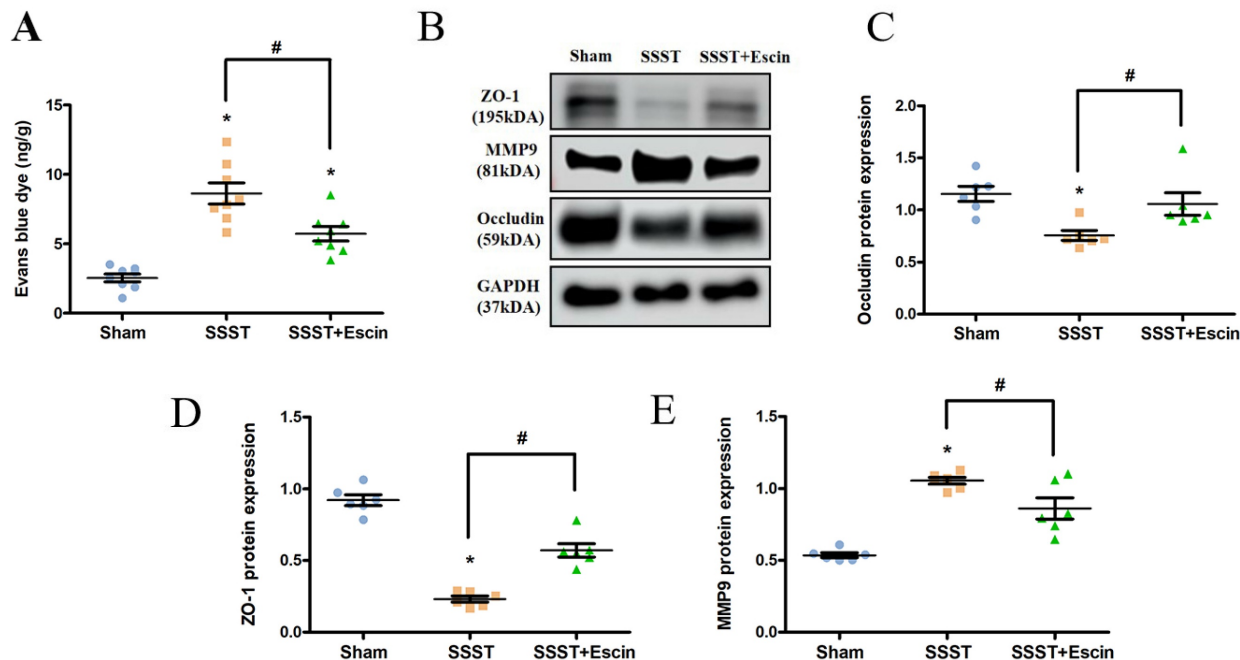 A
#
*
*
Evans blue dye (ng/g)
15
10
5
0
Sham SSST SSST+Escin
B
Sham SSST SSST+Escin
ZO-1
(195kDA)
MMP9
(81kDA)
Occludin
(59kDA)
GAPDH
(37kDA)
C
#
*
Occludin protein expression
2.0
1.5
1.0
0.5
0.0
Sham SSST SSST+Escin
D
#
*
ZO-1 protein expression
1.5
1.0
0.5
0.0
Sham SSST SSST+Escin
E
#
*
MMP9 protein expression
1.5
1.0
0.5
0.0
Sham SSST SSST+Escin